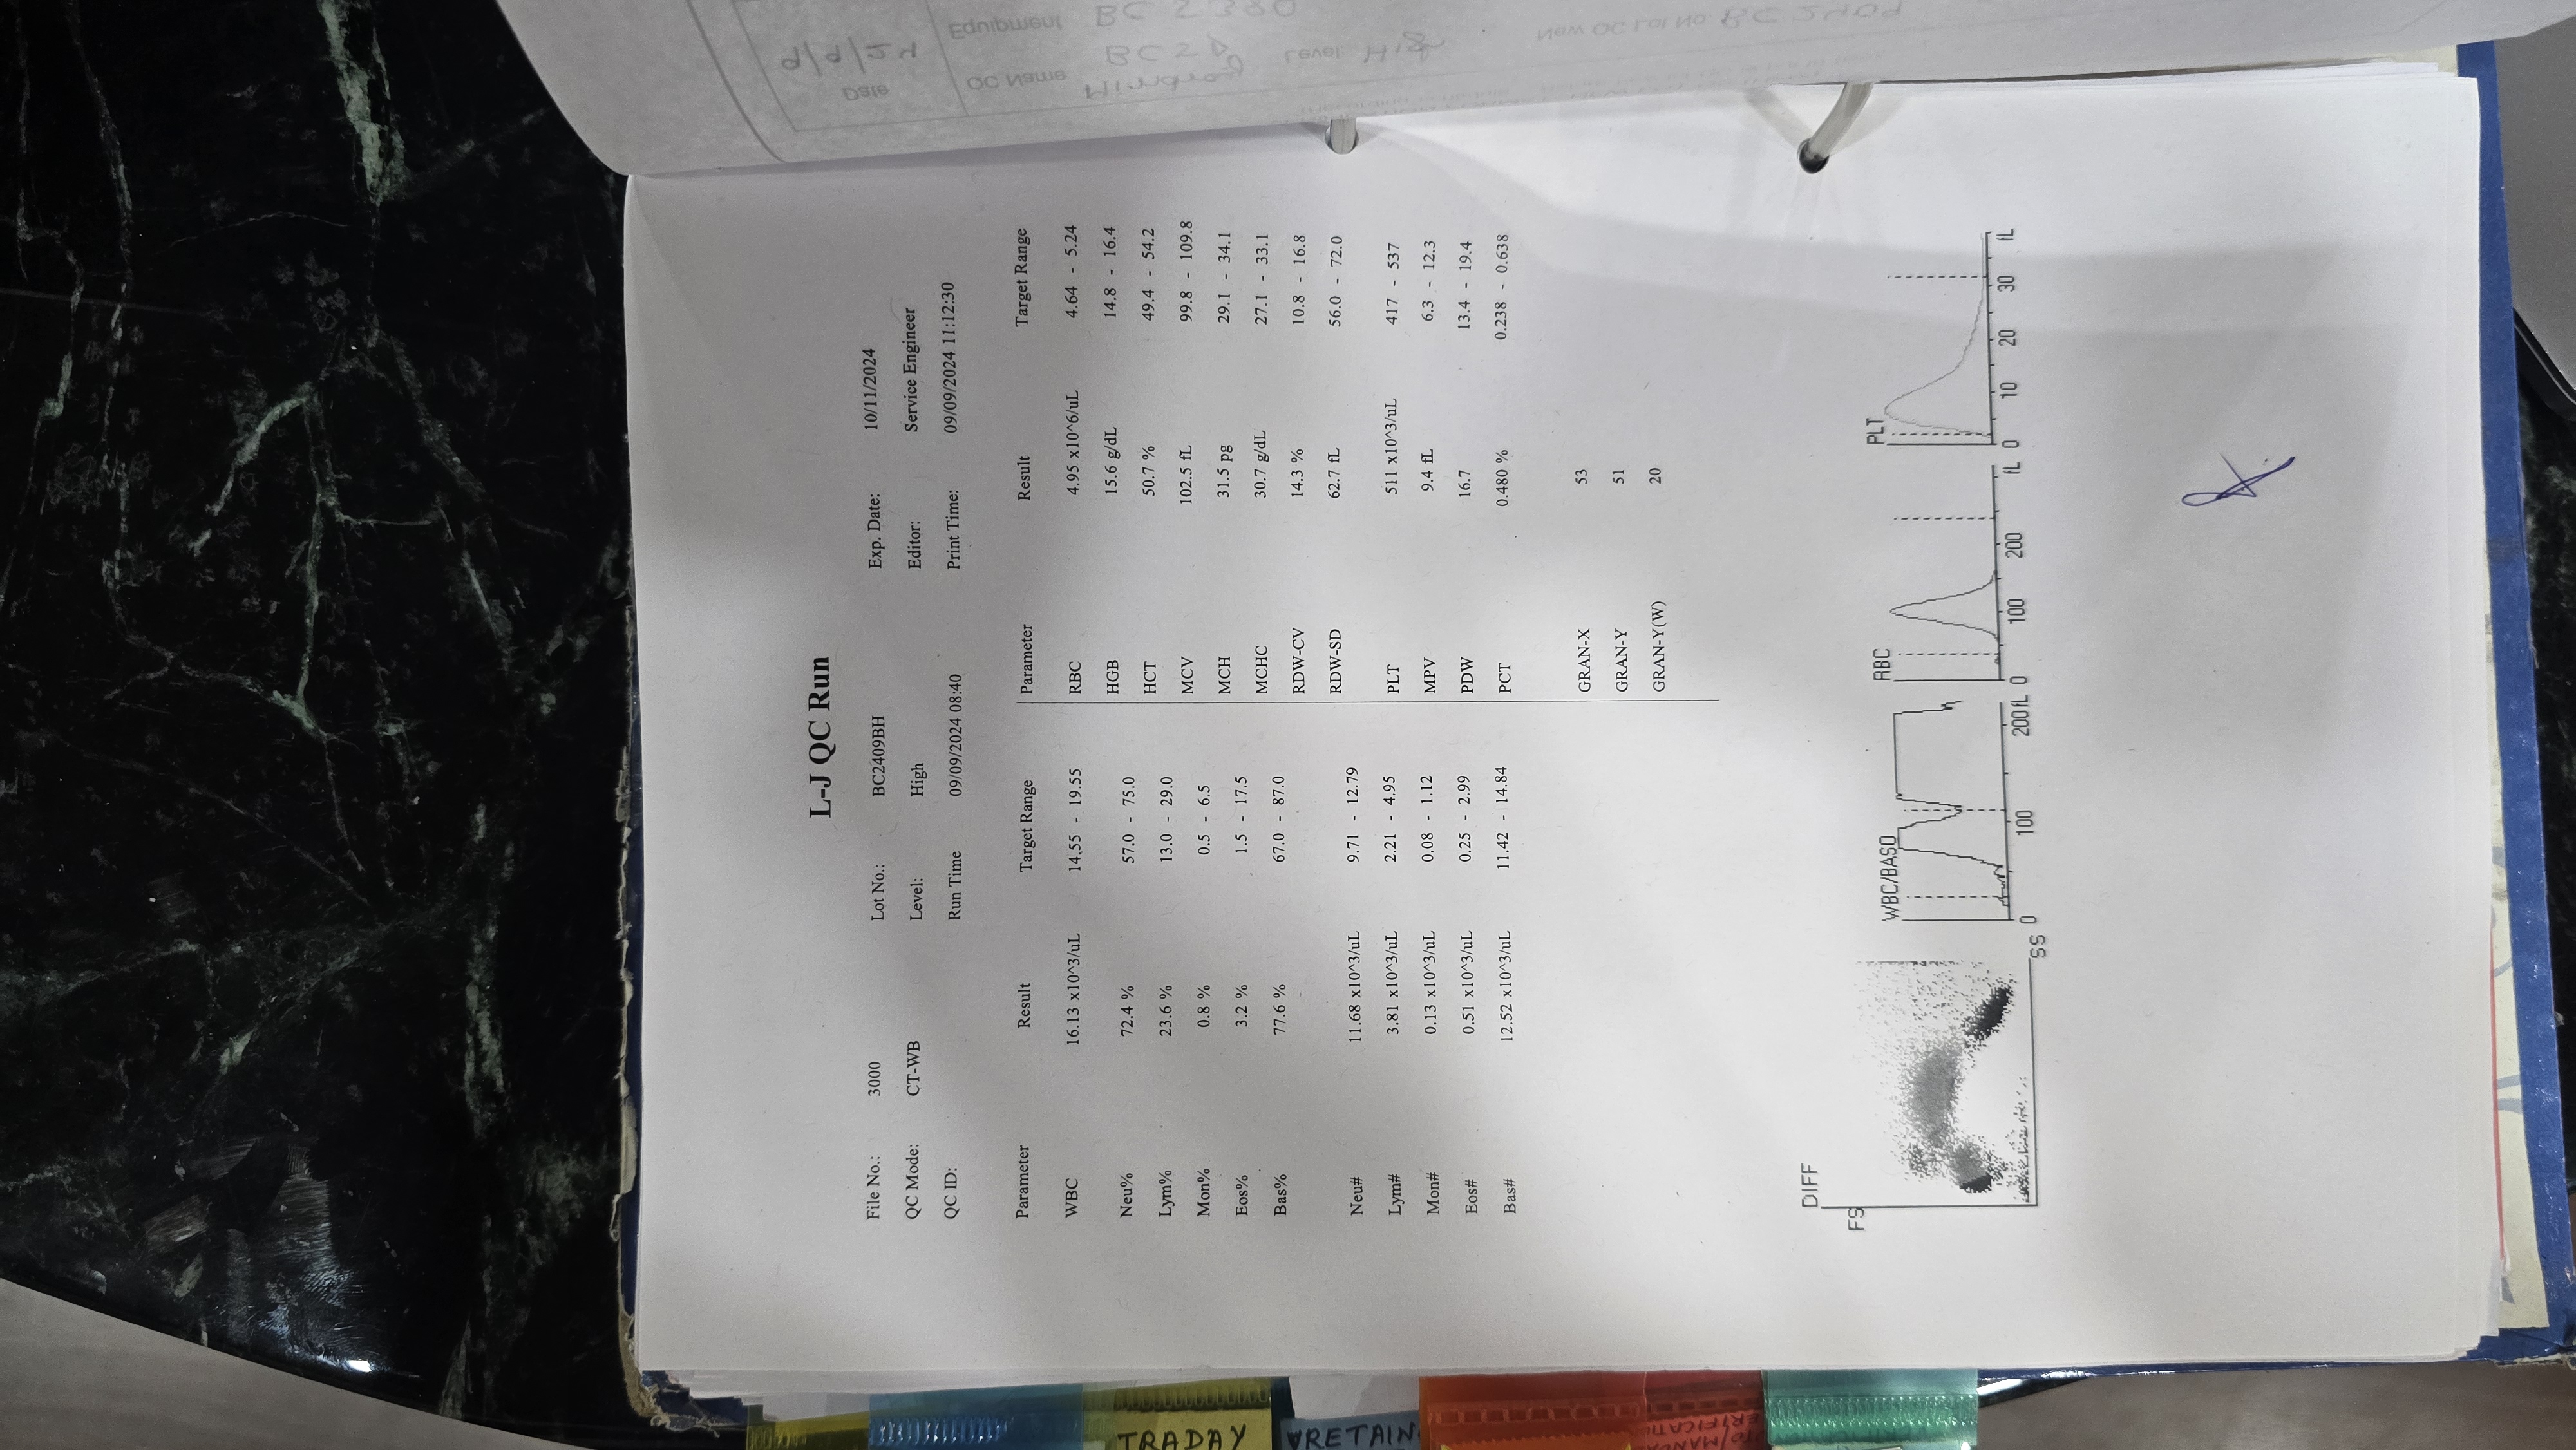 L-J QC Run
File No.: 3000 Lot No.: BC2409BH Exp. Date: 10/11/2024
QC Mode: CT-WB Level: High Editor: Service Engineer
QC ID: Run Time 09/09/2024 08:40 Print Time: 09/09/2024 11:12:30
Parameter Result Target Range
WBC 16.13 x10^3/uL 14.55 - 19.55
Neu% 72.4 % 57.0 - 75.0
Lym% 23.6 % 13.0 - 29.0
Mon% 0.8 % 0.5 - 6.5
Eos% 3.2 % 1.5 - 17.5
Bas% 77.6 % 67.0 - 87.0
Neu# 11.68 x10^3/uL 9.71 - 12.79
Lym# 3.81 x10^3/uL 2.21 - 4.95
Mon# 0.13 x10^3/uL 0.08 - 1.12
Eos# 0.51 x10^3/uL 0.25 - 2.99
Bas# 12.52 x10^3/uL 11.42 - 14.84
Parameter Result Target Range
RBC 4.95 x10^6/uL 4.64 - 5.24
HGB 15.6 g/dL 14.8 - 16.4
HCT 50.7 % 49.4 - 54.2
MCV 102.5 fL 99.8 - 109.8
MCH 31.5 pg 29.1 - 34.1
MCHC 30.7 g/dL 27.1 - 33.1
RDW-CV 14.3 % 10.8 - 16.8
RDW-SD 62.7 fL 56.0 - 72.0
PLT 511 x10^3/uL 417 - 537
MPV 9.4 fL 6.3 - 12.3
PDW 16.7 13.4 - 19.4
PCT 0.480 % 0.238 - 0.638
GRAN-X 53
GRAN-Y 51
GRAN-Y(W) 20
DIFF
FS
SS
WBC/BASO
0 100 200 fL
RBC
0 100 200 fL
PLT
0 10 20 30 fL
TRADAY
RETAIN